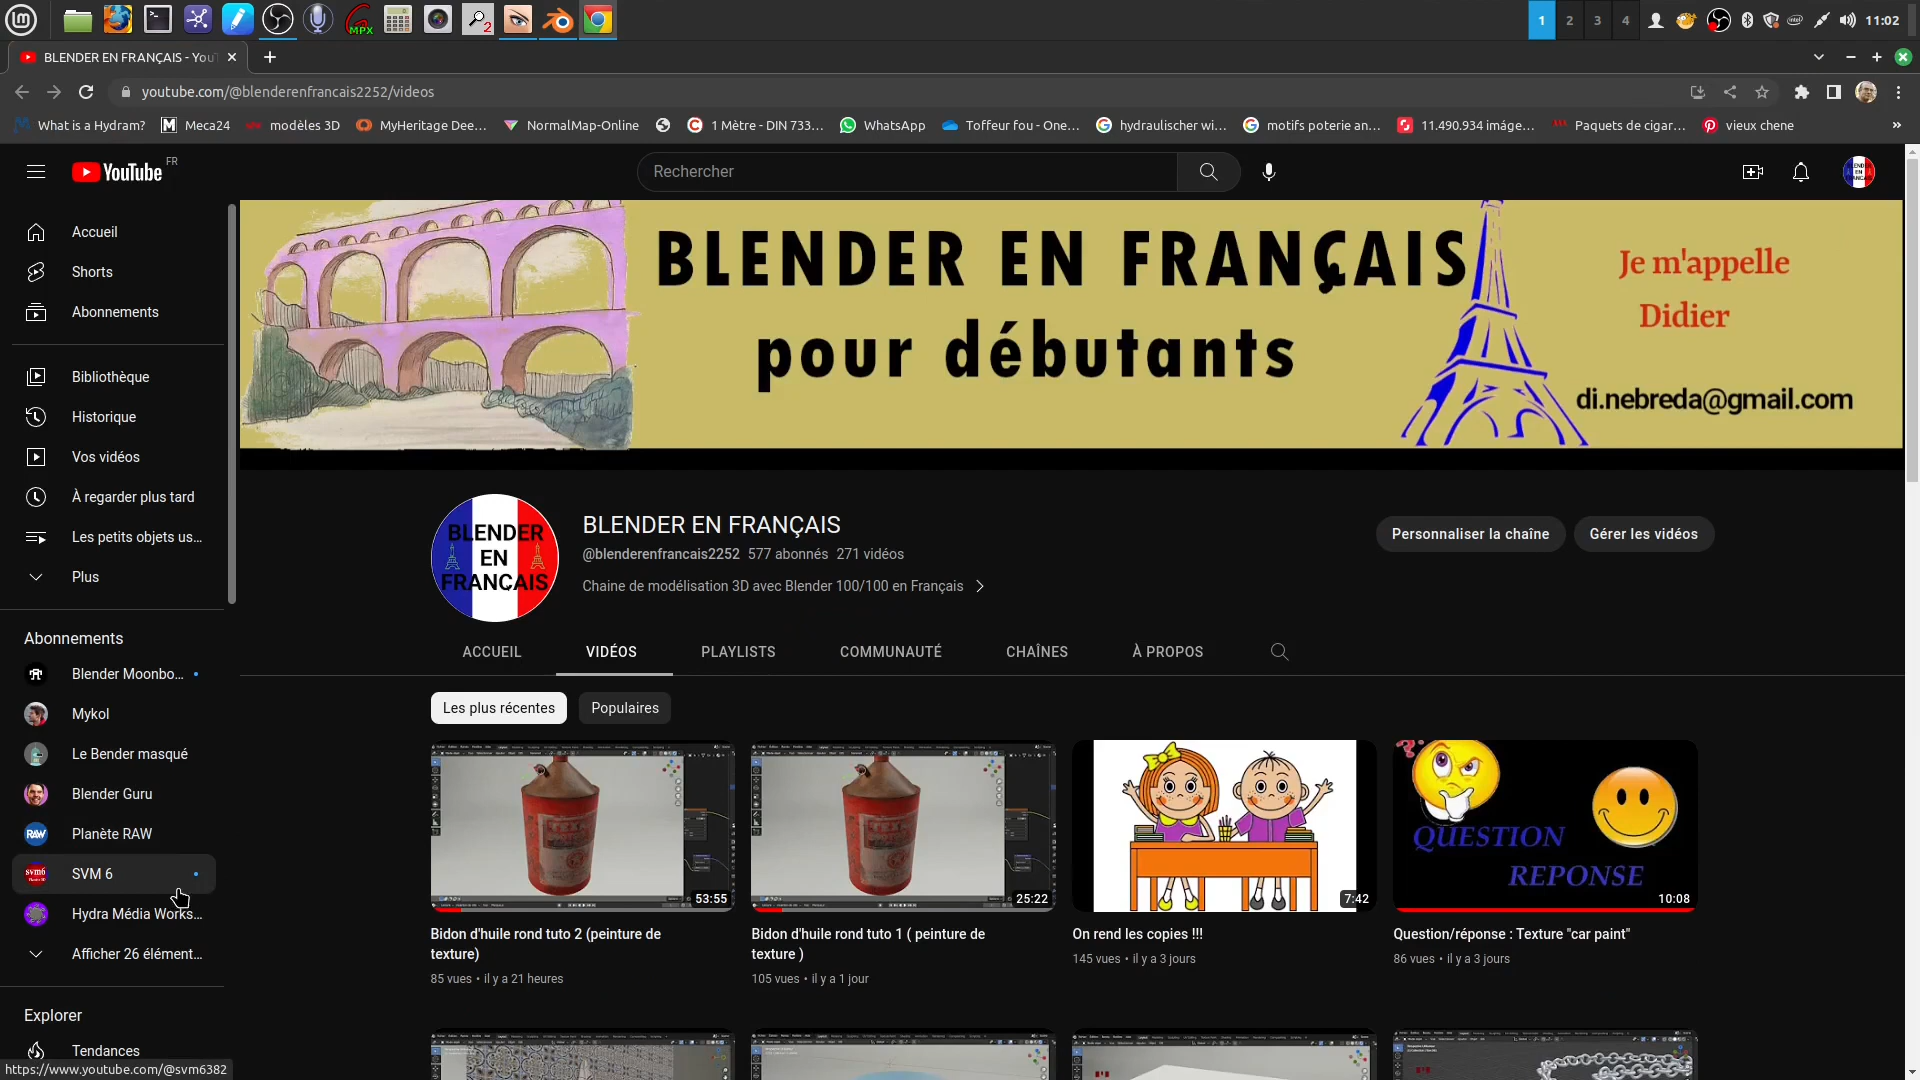 1 2 3 4 11:02
BLENDER EN FRANÇAIS - YouT
youtube.com/@blenderenfrancais2252/videos
What is a Hydram? Meca24 modèles 3D MyHeritage Dee... NormalMap-Online 1 Mètre - DIN 733... WhatsApp Toffeur fou - One... hydraulischer wi... motifs poterie an... 11.490.934 imáge... Paquets de cigar... vieux chene »
YouTube FR
Rechercher
Accueil
Shorts
Abonnements
Bibliothèque
Historique
Vos vidéos
À regarder plus tard
Les petits objets us...
Plus
Abonnements
Blender Moonbo...
Mykol
Le Bender masqué
Blender Guru
Planète RAW
SVM 6
Hydra Média Works...
Afficher 26 élément...
Explorer
Tendances
https://www.youtube.com/@svm6382
BLENDER EN FRANÇAIS
pour débutants
Je m'appelle
Didier
di.nebreda@gmail.com
BLENDER
EN
FRANÇAIS
BLENDER EN FRANÇAIS
@blenderenfrancais2252 577 abonnés 271 vidéos
Chaine de modélisation 3D avec Blender 100/100 en Français
Personnaliser la chaîne Gérer les vidéos
ACCUEIL VIDÉOS PLAYLISTS COMMUNAUTÉ CHAÎNES À PROPOS
Les plus récentes Populaires
53:55
Bidon d'huile rond tuto 2 (peinture de
texture)
85 vues • il y a 21 heures
25:22
Bidon d'huile rond tuto 1 ( peinture de
texture )
105 vues • il y a 1 jour
7:42
On rend les copies !!!
145 vues • il y a 3 jours
QUESTION
REPONSE
10:08
Question/réponse : Texture "car paint"
86 vues • il y a 3 jours